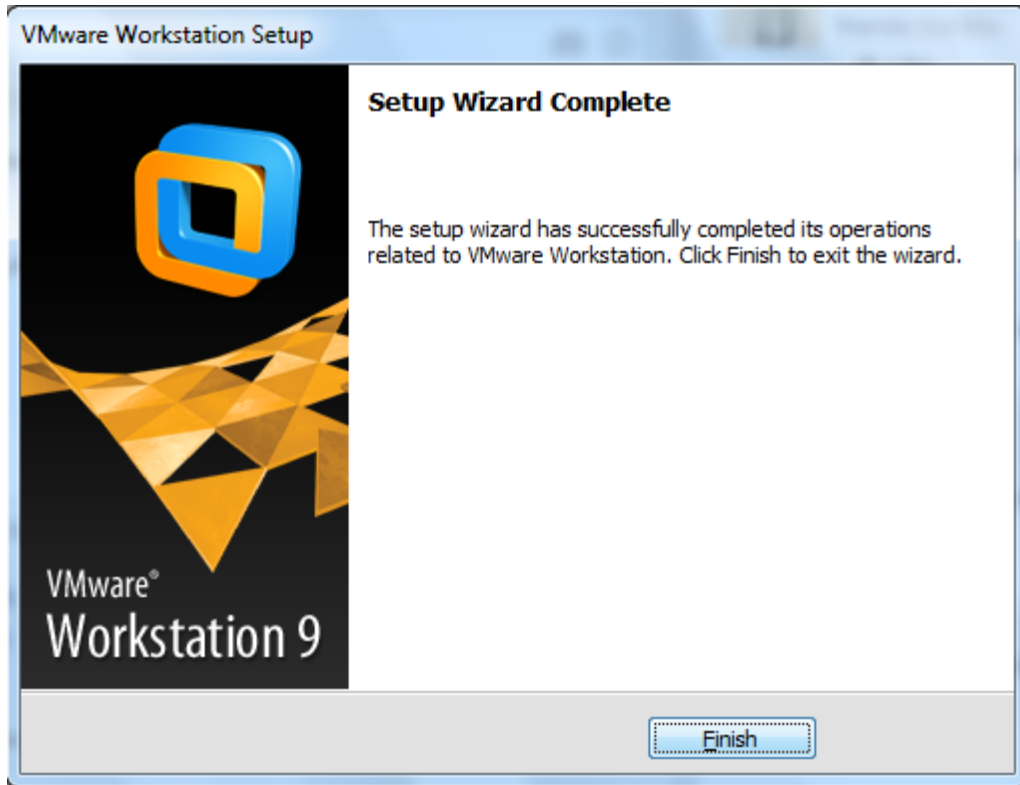 VMware Workstation Setup
Setup Wizard Complete
The setup wizard has successfully completed its operations
related to VMware Workstation. Click Finish to exit the wizard.
VMware®
Workstation 9
Finish